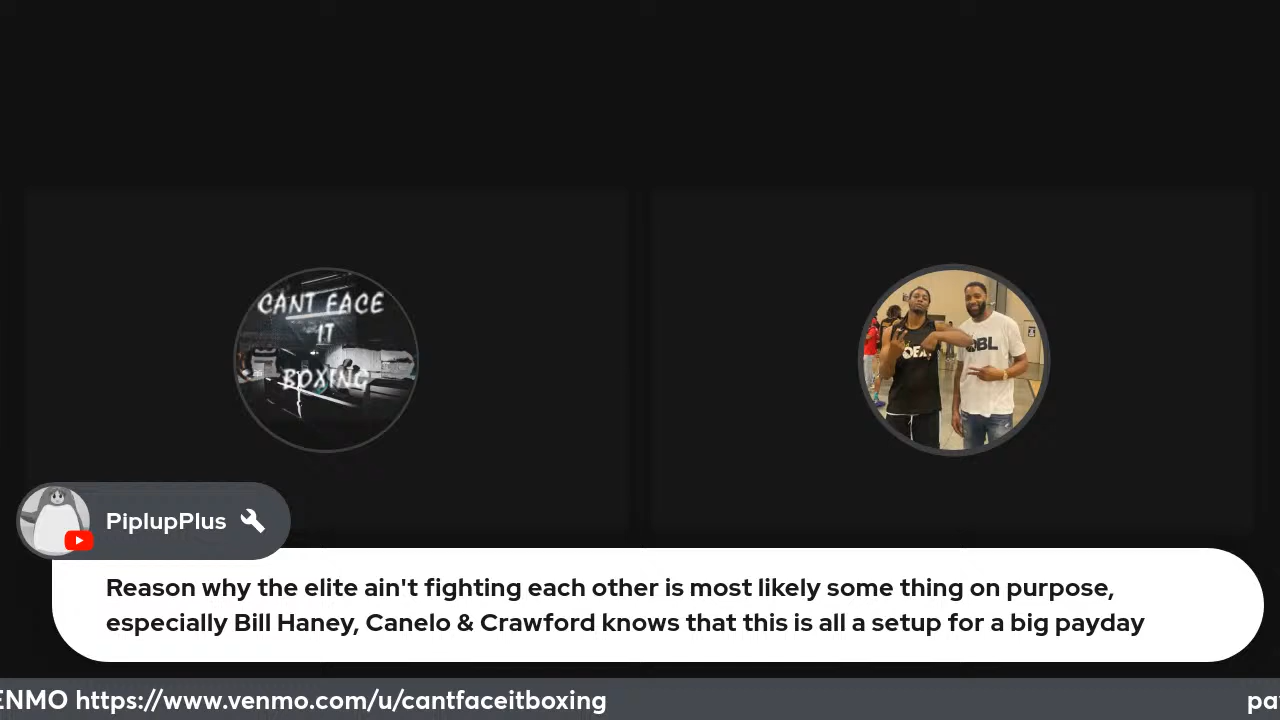 CANT FACE
IT
BOXING
OBL
PiplupPlus
Reason why the elite ain't fighting each other is most likely some thing on purpose,
especially Bill Haney, Canelo & Crawford knows that this is all a setup for a big payday
ENMO https://www.venmo.com/u/cantfaceitboxing